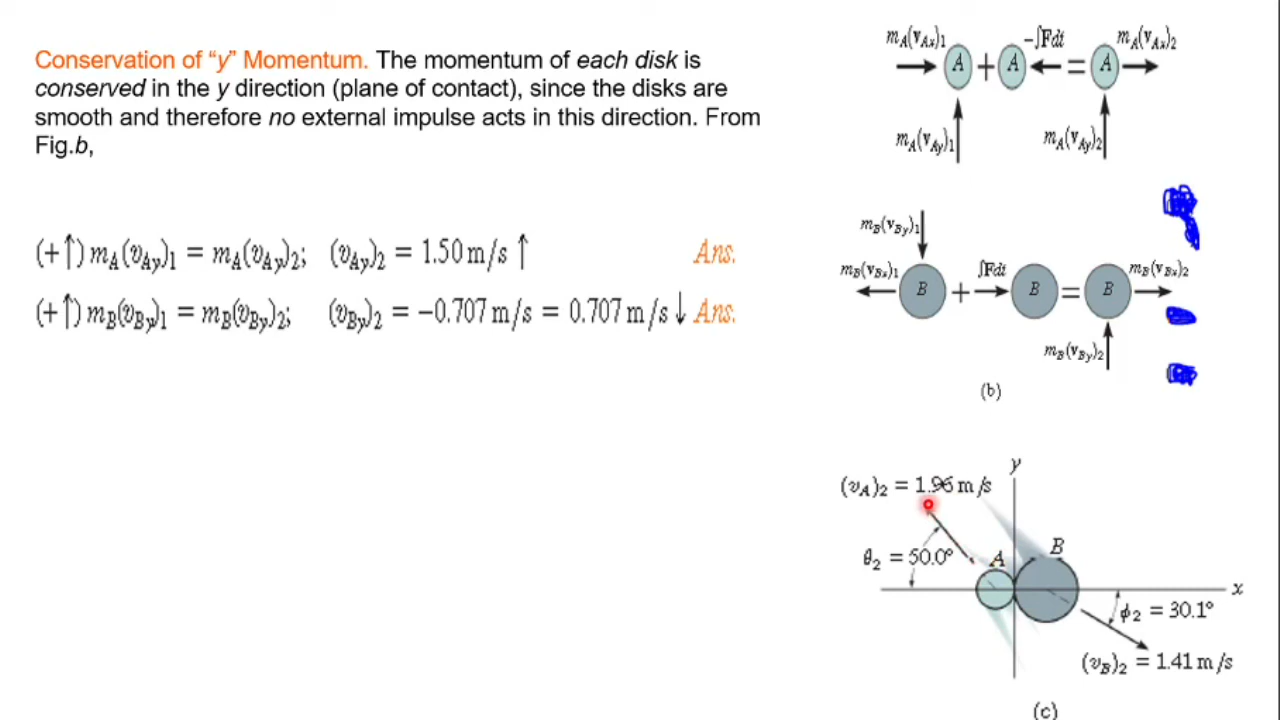 Conservation of “y” Momentum. The momentum of each disk is
conserved in the y direction (plane of contact), since the disks are
smooth and therefore no external impulse acts in this direction. From
Fig.b,
(+↑) m_A(v_Ay)_1 = m_A(v_Ay)_2; (v_Ay)_2 = 1.50 m/s ↑ Ans.
(+↑) m_B(v_By)_1 = m_B(v_By)_2; (v_By)_2 = −0.707 m/s = 0.707 m/s ↓ Ans.
m_A(v_Ax)_1 −∫Fdt m_A(v_Ax)_2
A + A = A
m_A(v_Ay)_1 m_A(v_Ay)_2
m_B(v_By)_1
m_B(v_Bx)_1 ∫Fdt m_B(v_Bx)_2
B + B = B
m_B(v_By)_2
(b)
y
(v_A)_2 = 1.96 m/s
θ_2 = 50.0°
A
B
x
ϕ_2 = 30.1°
(v_B)_2 = 1.41 m/s
(c)